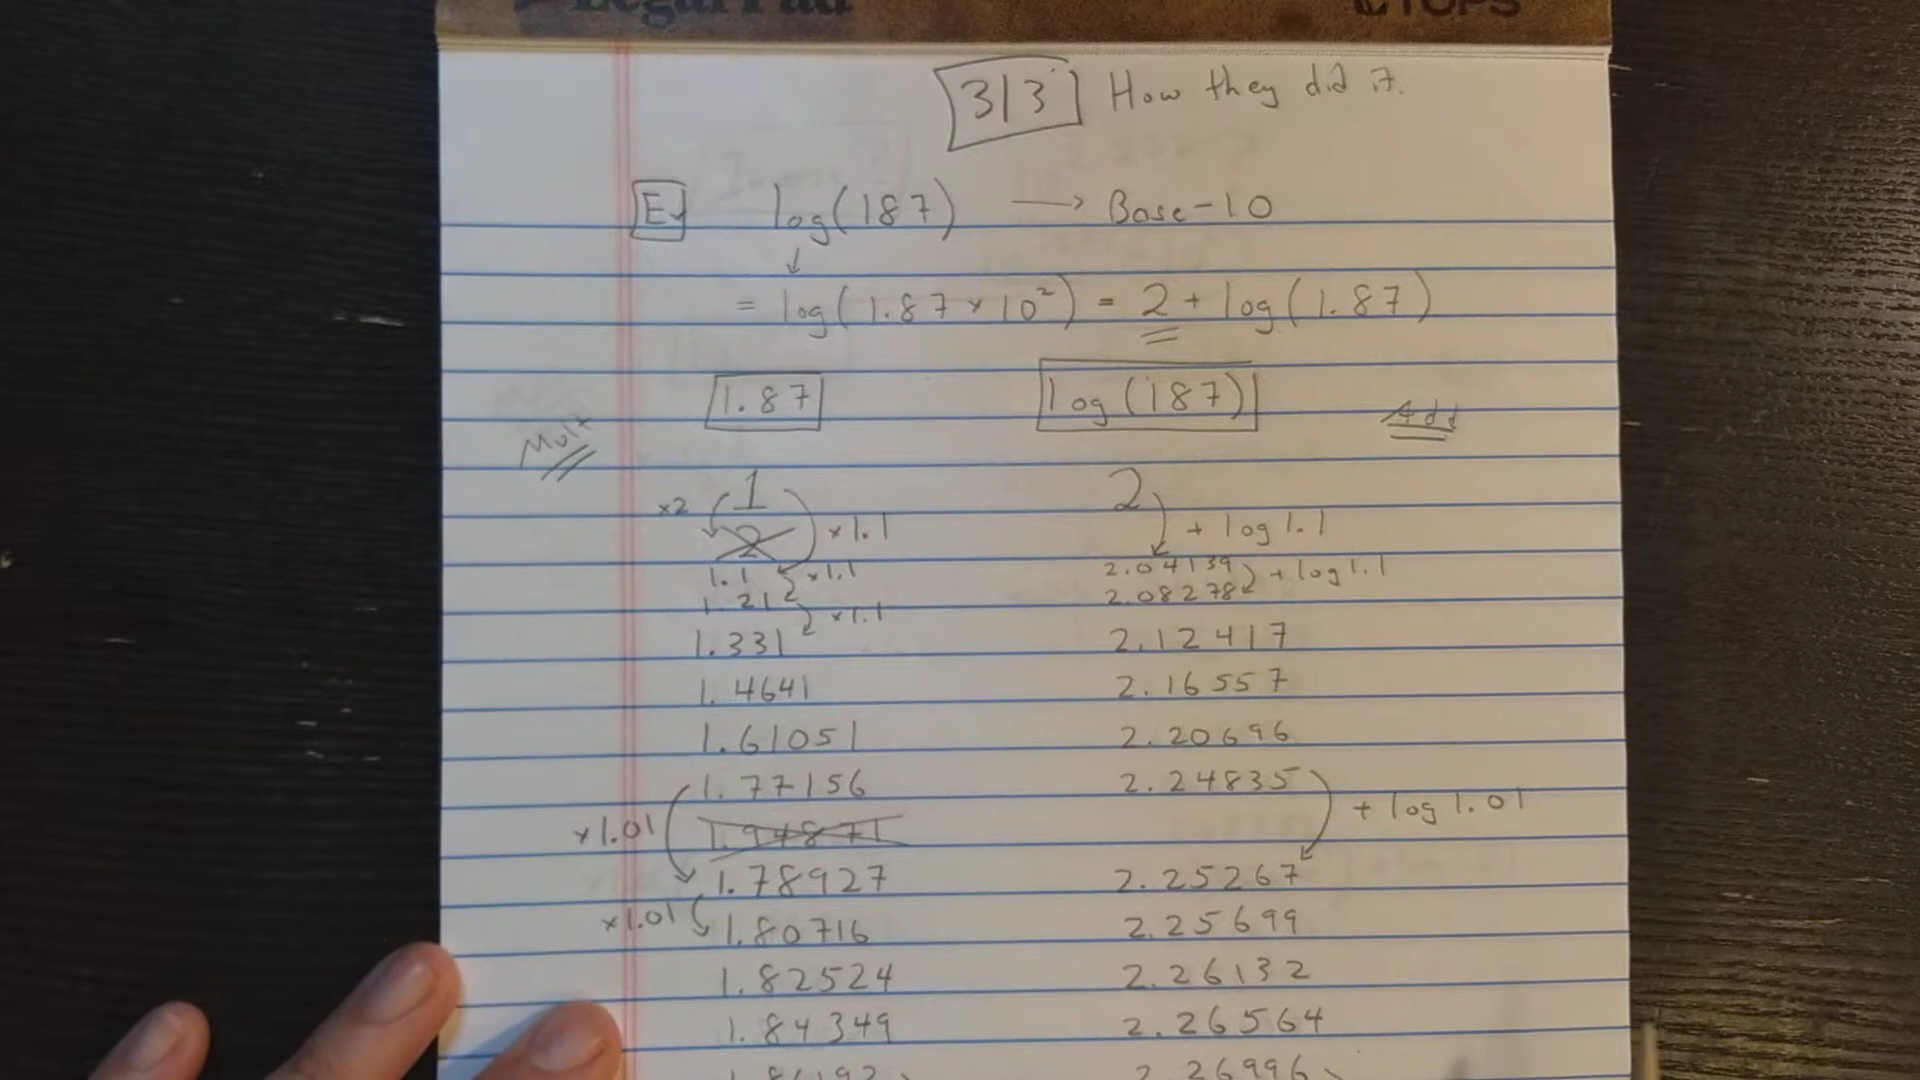 Legal Pad TOPS
313 How they did it.
Ex log(187) → Base-10
↓
= log(1.87 × 10²) = 2 + log(1.87)
1.87 log(187)
Mult Add
1 2
×2 2 ×1.1 + log 1.1
1.1 ×1.1 2.04139 + log 1.1
1.21 ×1.1 2.08278
1.331 2.12417
1.4641 2.16557
1.61051 2.20696
1.77156 2.24835
×1.01 1.94871 + log 1.01
1.78927 2.25267
×1.01 1.80716 2.25699
1.82524 2.26132
1.84349 2.26564
2.26996